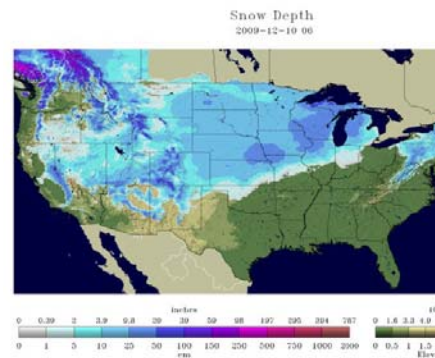 Snow Depth
2009-12-10 06
inches
0 0.39 2 3.9 9.8 20 39 59 98 197 295 394 787
0 1 5 10 25 50 100 150 250 500 750 1000 2000
cm
0 1.6 3.3 4.9
0 0.5 1 1.5
Elev